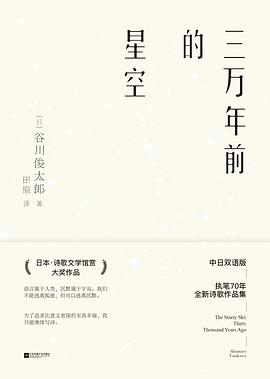 三万年前
的
星空
[日] 谷川俊太郎 著
田原 译
日本·诗歌文学馆赏
大奖作品
语言属于人类，沉默属于宇宙。我们
不能逃离孤独，但可以逃离沉默。
为了追求比意义更深的至高幸福，我
只能继续写诗。
中日双语版
执笔70年
全新诗歌作品集
The Starry Sky
Thirty
Thousand Years Ago
Shuntaro
Tanikawa